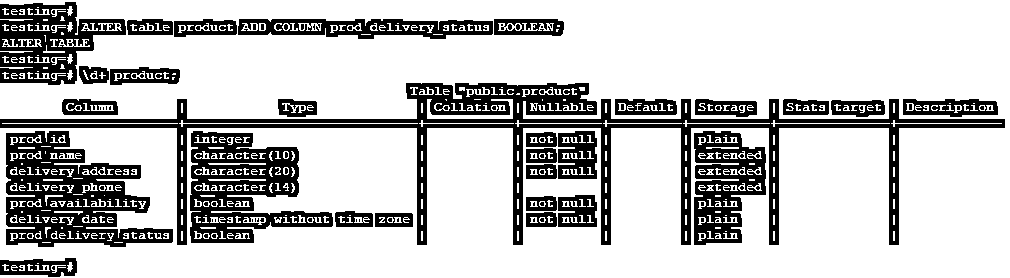 testing=#
testing=# ALTER table product ADD COLUMN prod_delivery_status BOOLEAN;
ALTER TABLE
testing=#
testing=# \d+ product;
Table "public.product"
Column | Type | Collation | Nullable | Default | Storage | Stats target | Description
prod_id | integer | | not null | | plain | |
prod_name | character(10) | | not null | | extended | |
delivery_address | character(20) | | not null | | extended | |
delivery_phone | character(14) | | | | extended | |
prod_availability | boolean | | not null | | plain | |
delivery_date | timestamp without time zone | | not null | | plain | |
prod_delivery_status | boolean | | | | plain | |
testing=#